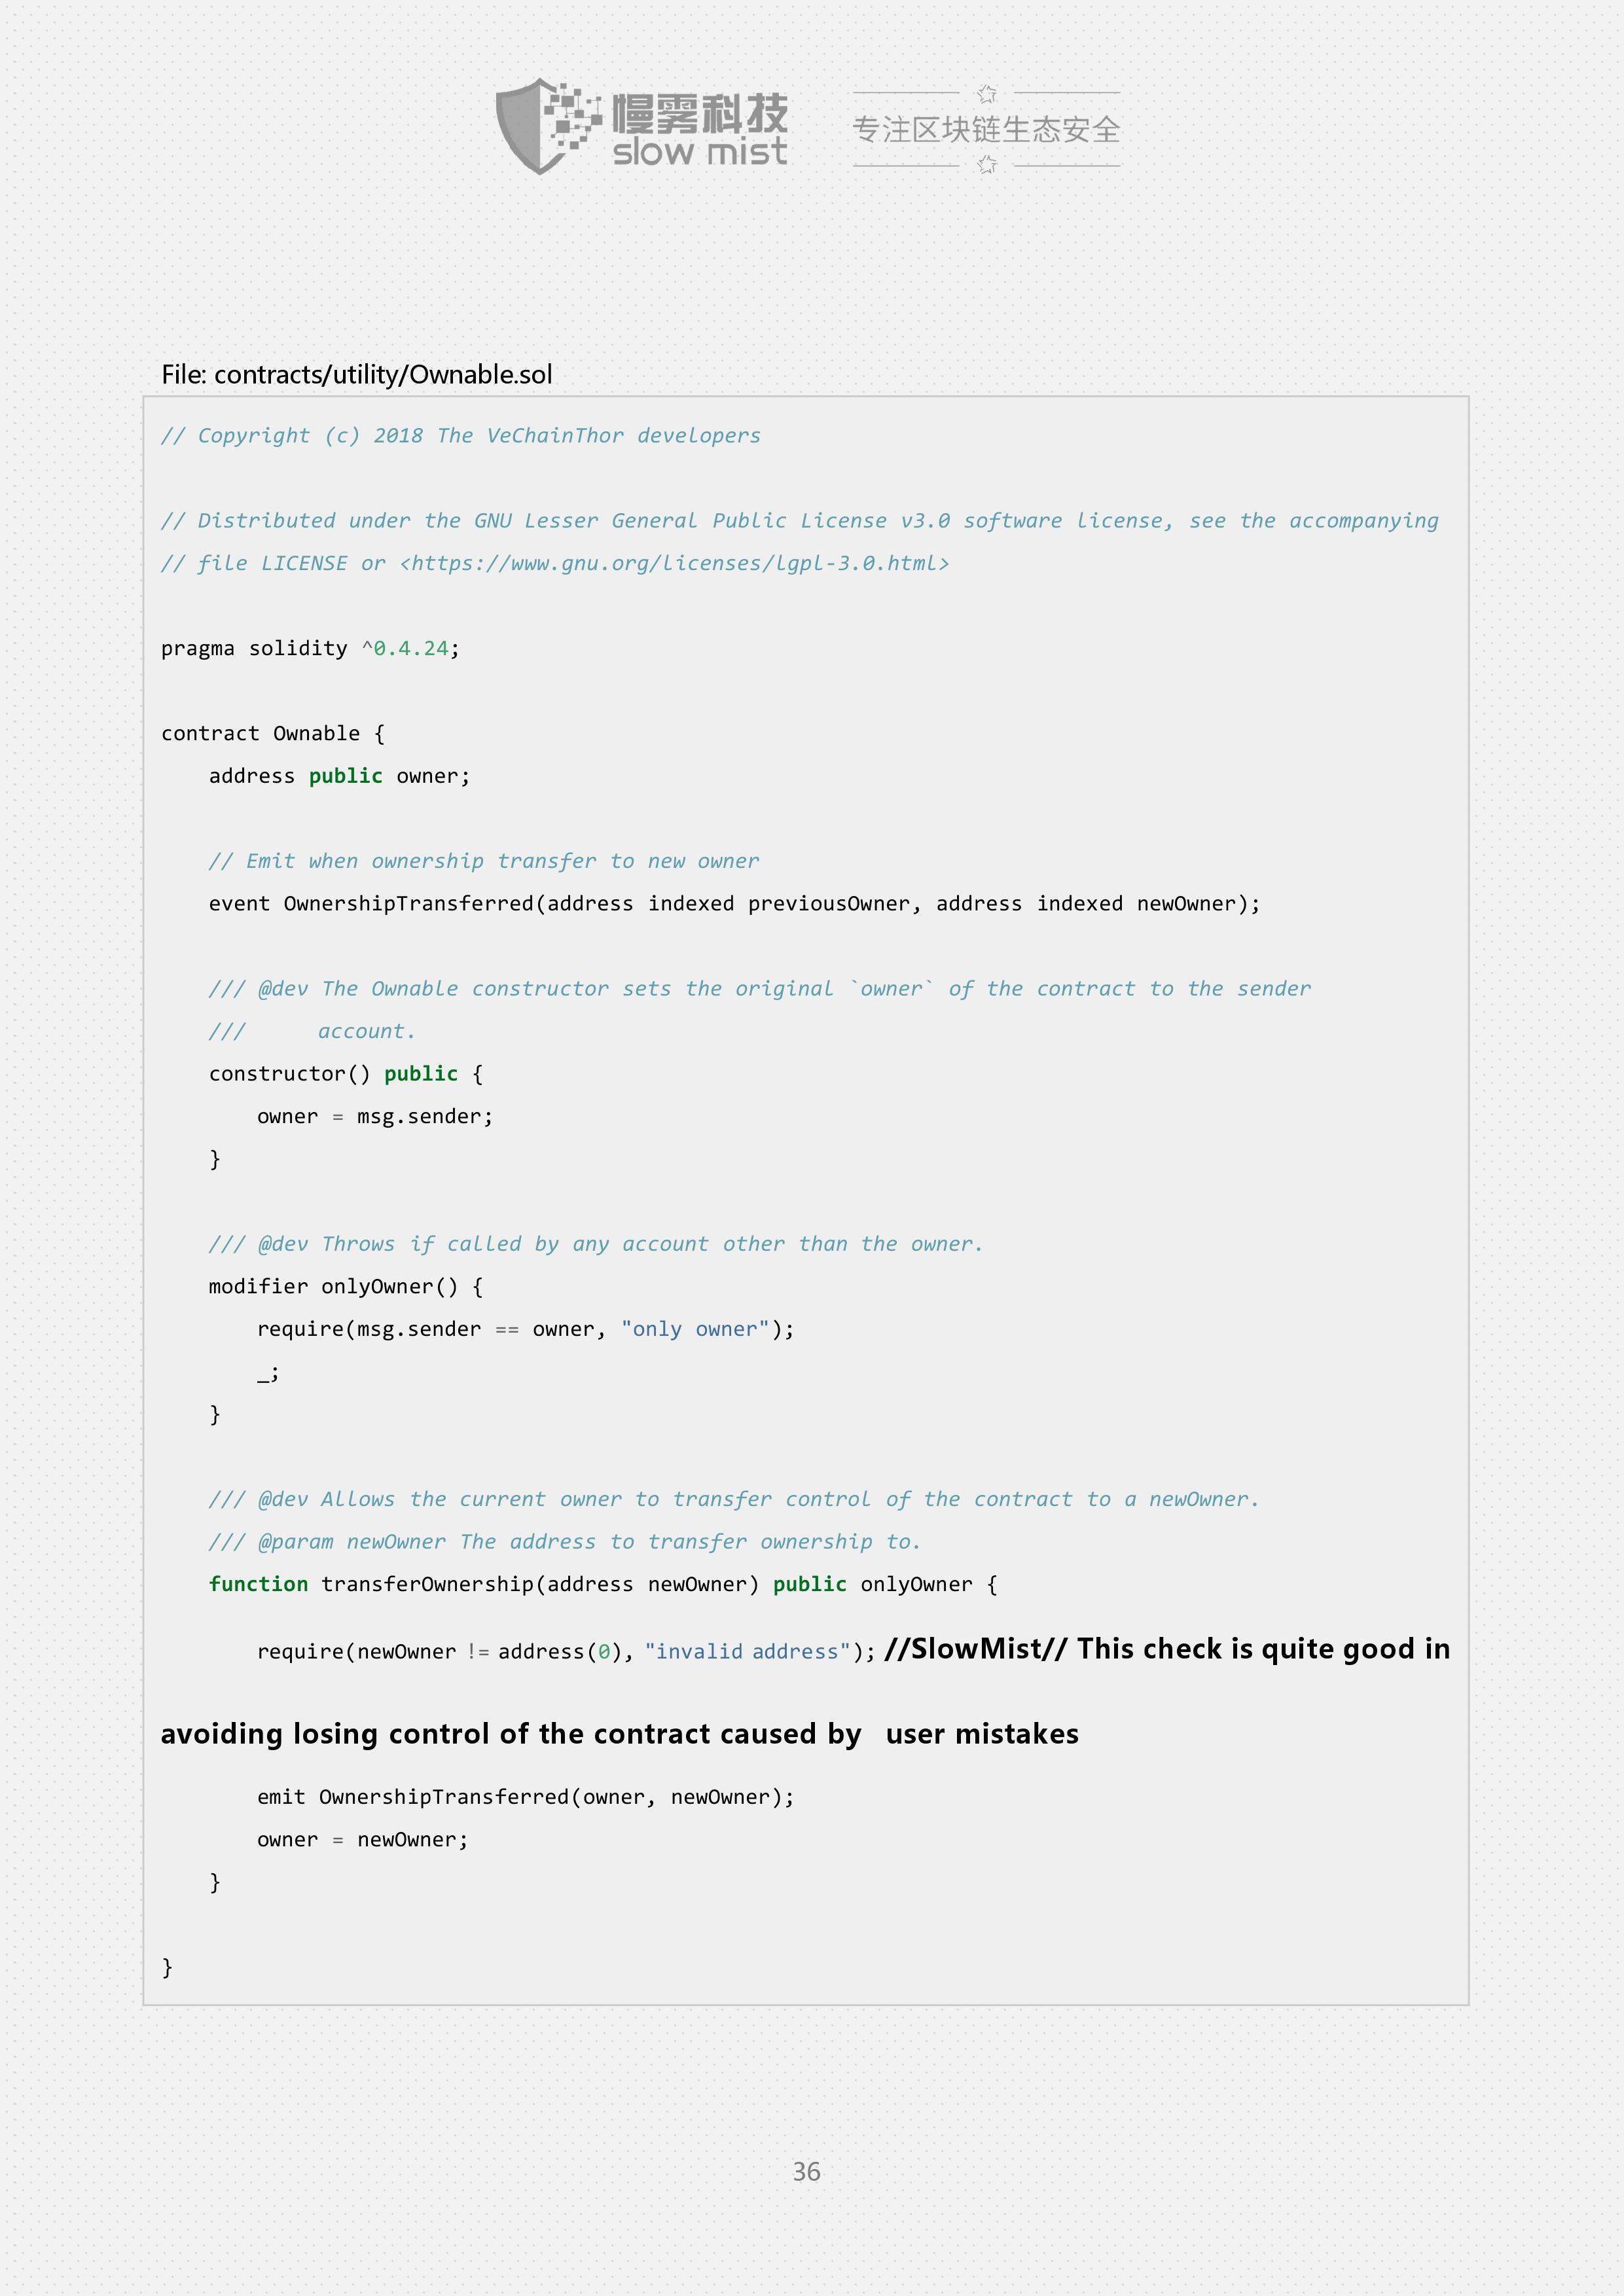 慢雾科技
slow mist
专注区块链生态安全
File: contracts/utility/Ownable.sol
// Copyright (c) 2018 The VeChainThor developers
// Distributed under the GNU Lesser General Public License v3.0 software license, see the accompanying
// file LICENSE or <https://www.gnu.org/licenses/lgpl-3.0.html>
pragma solidity ^0.4.24;
contract Ownable {
    address public owner;
    // Emit when ownership transfer to new owner
    event OwnershipTransferred(address indexed previousOwner, address indexed newOwner);
    /// @dev The Ownable constructor sets the original `owner` of the contract to the sender
    ///      account.
    constructor() public {
        owner = msg.sender;
    }
    /// @dev Throws if called by any account other than the owner.
    modifier onlyOwner() {
        require(msg.sender == owner, "only owner");
        _;
    }
    /// @dev Allows the current owner to transfer control of the contract to a newOwner.
    /// @param newOwner The address to transfer ownership to.
    function transferOwnership(address newOwner) public onlyOwner {
        require(newOwner != address(0), "invalid address"); //SlowMist// This check is quite good in
avoiding losing control of the contract caused by  user mistakes
        emit OwnershipTransferred(owner, newOwner);
        owner = newOwner;
    }
}
36